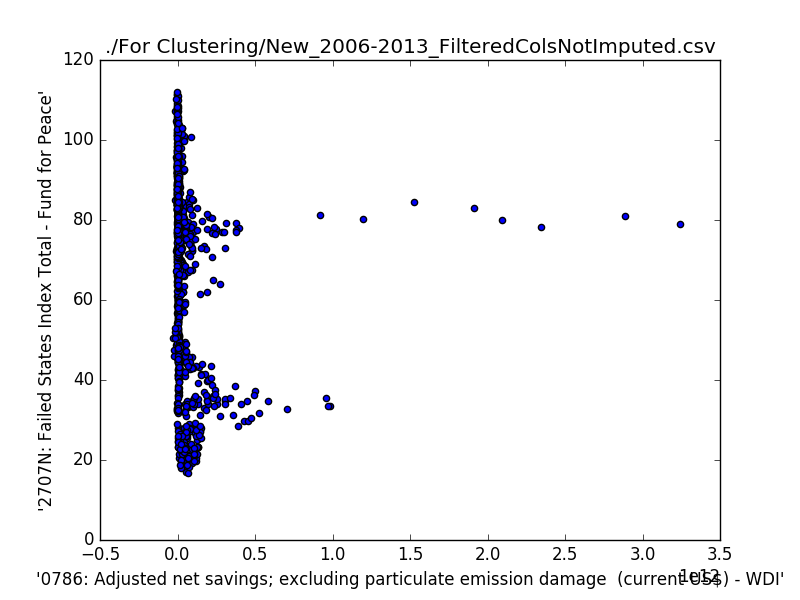 ./For Clustering/New_2006-2013_FilteredColsNotImputed.csv
'2707N: Failed States Index Total - Fund for Peace'
120
100
80
60
40
20
0
−0.5 0.0 0.5 1.0 1.5 2.0 2.5 3.0 3.5
1e12
'0786: Adjusted net savings; excluding particulate emission damage  (current US$) - WDI'